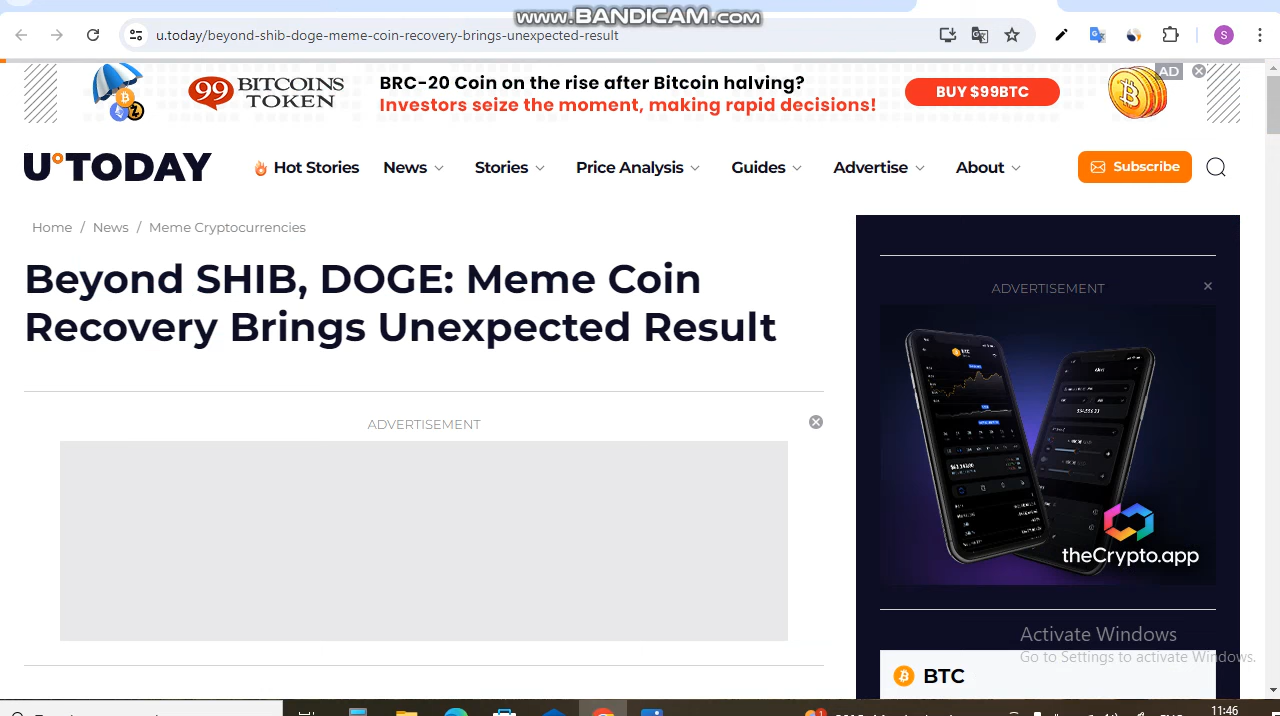 www.BANDICAM.com
u.today/beyond-shib-doge-meme-coin-recovery-brings-unexpected-result
S
99 BITCOINS TOKEN
BRC-20 Coin on the rise after Bitcoin halving?
Investors seize the moment, making rapid decisions!
BUY $99BTC
AD
U TODAY
Hot Stories
News
Stories
Price Analysis
Guides
Advertise
About
Subscribe
Home / News / Meme Cryptocurrencies
Beyond SHIB, DOGE: Meme Coin
Recovery Brings Unexpected Result
ADVERTISEMENT
ADVERTISEMENT
BTC
theCrypto.app
Activate Windows
Go to Settings to activate Windows.
BTC
11:46